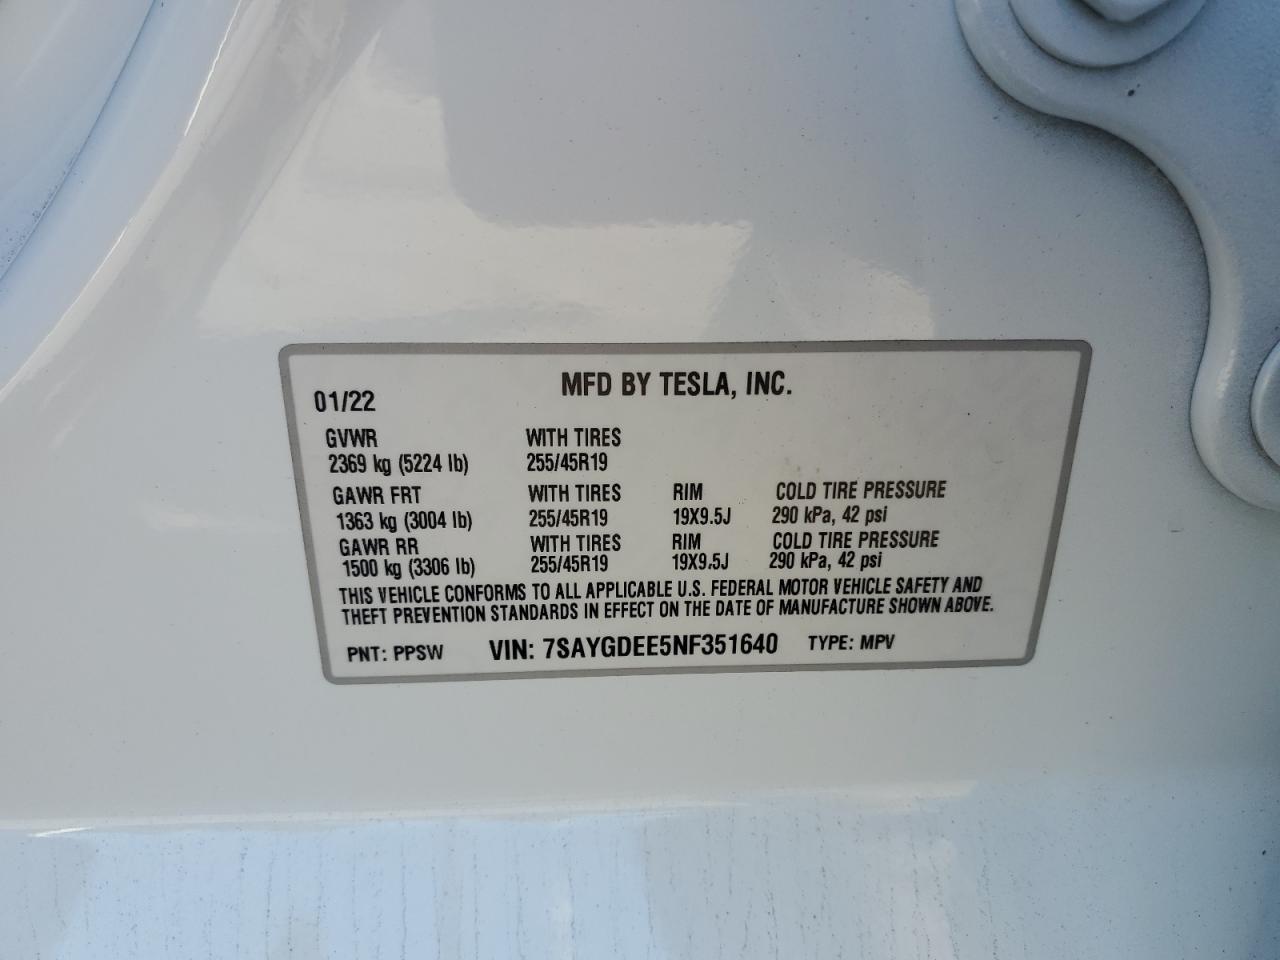 MFD BY TESLA, INC.
01/22
GVWR WITH TIRES
2369 kg (5224 lb) 255/45R19
GAWR FRT WITH TIRES RIM COLD TIRE PRESSURE
1363 kg (3004 lb) 255/45R19 19X9.5J 290 kPa, 42 psi
GAWR RR WITH TIRES RIM COLD TIRE PRESSURE
1500 kg (3306 lb) 255/45R19 19X9.5J 290 kPa, 42 psi
THIS VEHICLE CONFORMS TO ALL APPLICABLE U.S. FEDERAL MOTOR VEHICLE SAFETY AND
THEFT PREVENTION STANDARDS IN EFFECT ON THE DATE OF MANUFACTURE SHOWN ABOVE.
PNT: PPSW VIN: 7SAYGDEE5NF351640 TYPE: MPV